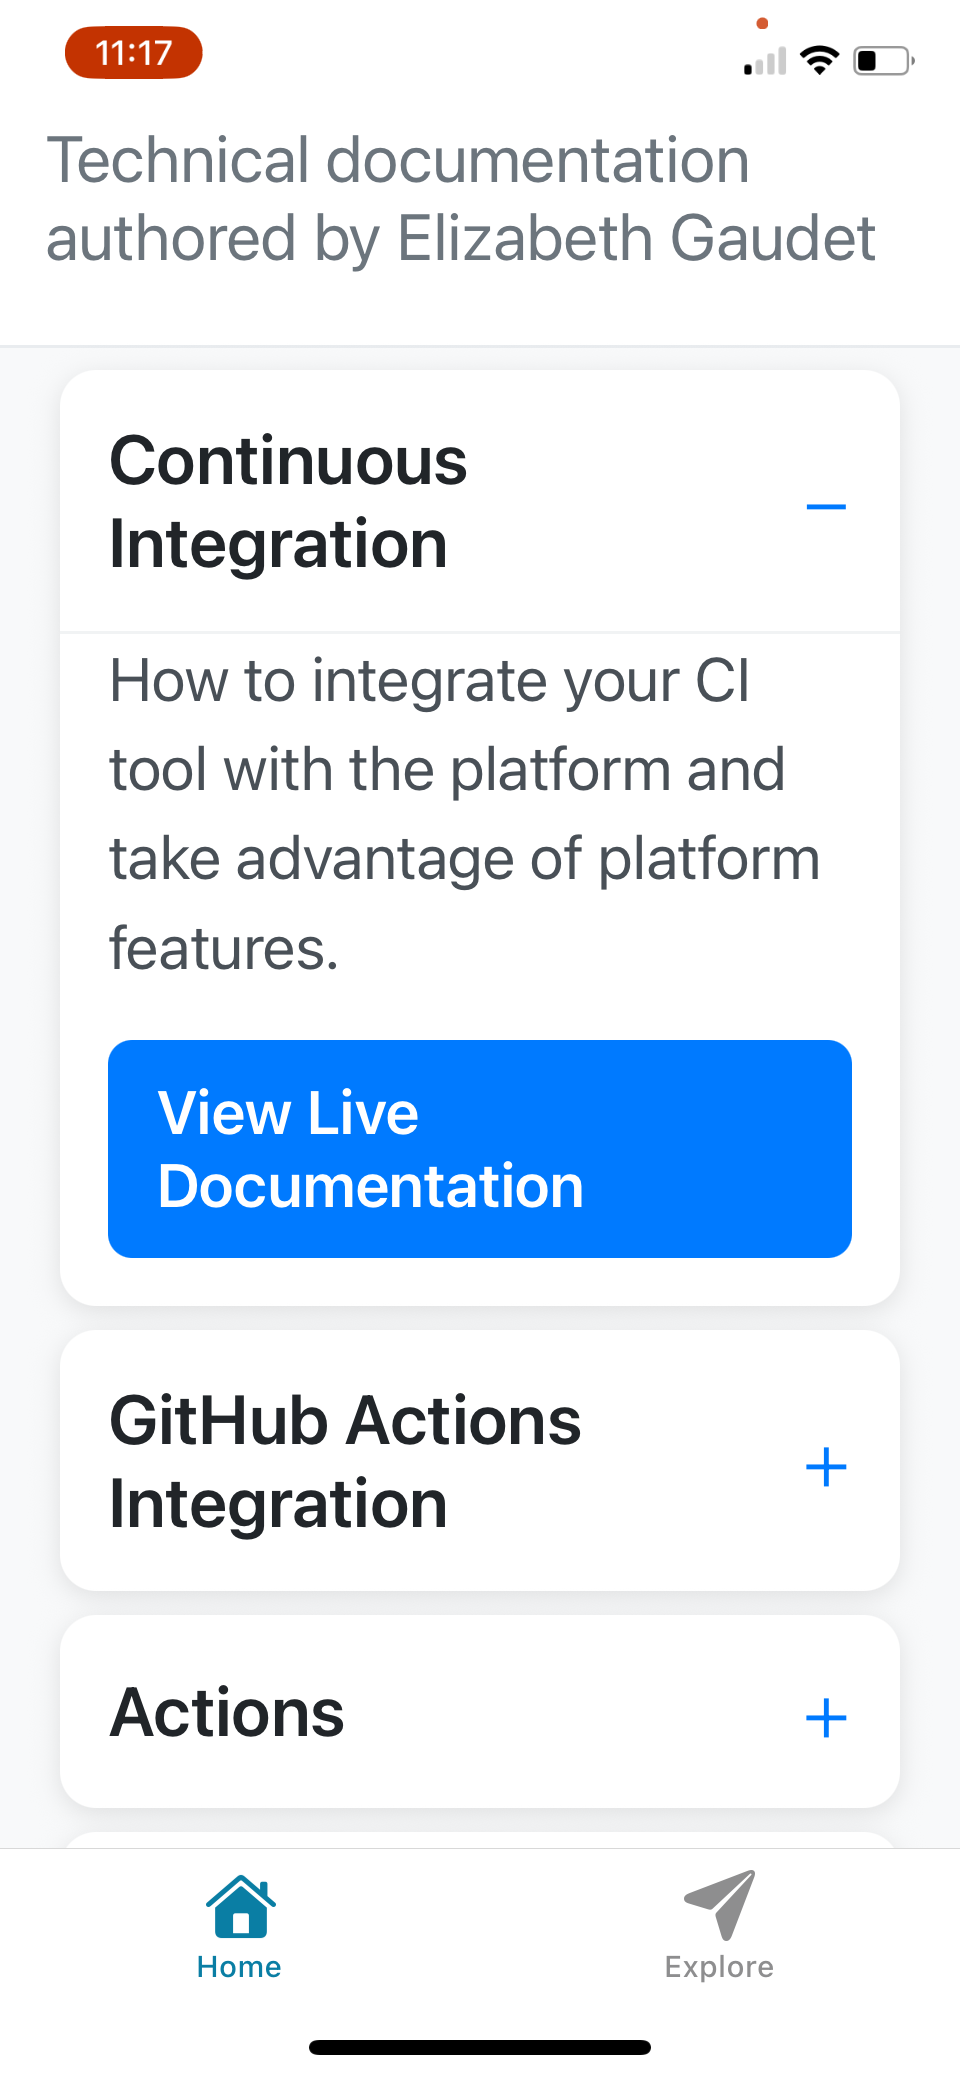 11:17
Technical documentation
authored by Elizabeth Gaudet
Continuous
Integration
How to integrate your CI
tool with the platform and
take advantage of platform
features.
View Live
Documentation
GitHub Actions
Integration
Actions
Home
Explore